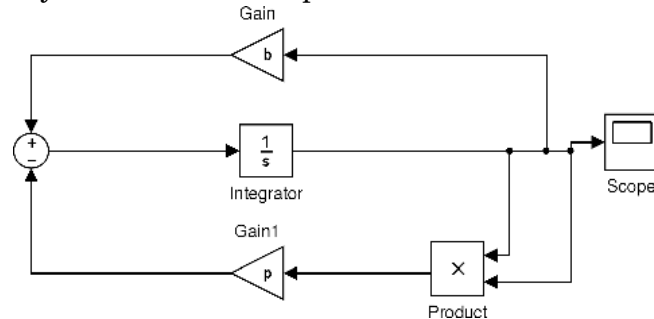 Gain
b
+
−
1
s
Integrator
Scope
Gain1
p
×
Product